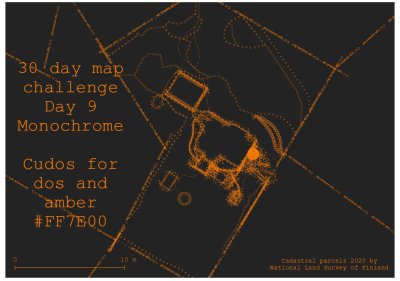 30 day map
challenge
Day 9
Monochrome
Cudos for
dos and
amber
#FF7E00
0 10 m
Cadastral parcels 2020 by
National Land Survey of Finland